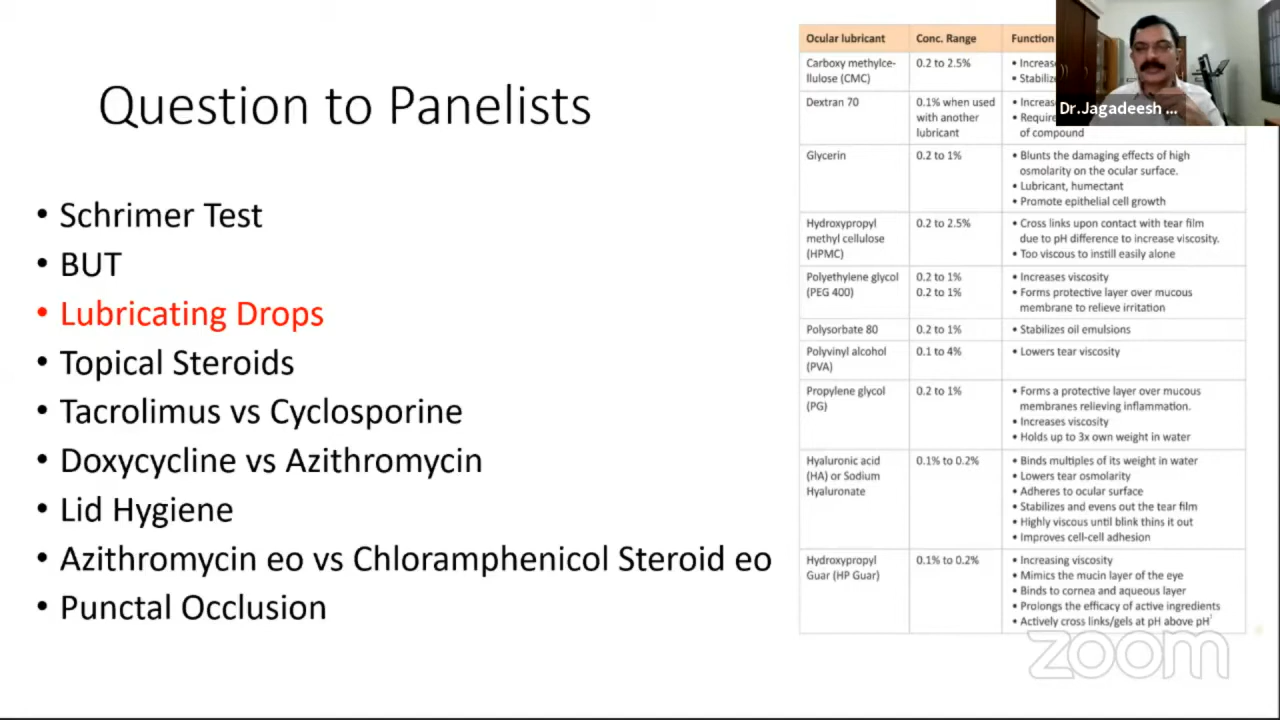 Question to Panelists
• Schrimer Test
• BUT
• Lubricating Drops
• Topical Steroids
• Tacrolimus vs Cyclosporine
• Doxycycline vs Azithromycin
• Lid Hygiene
• Azithromycin eo vs Chloramphenicol Steroid eo
• Punctal Occlusion
Ocular lubricant Conc. Range Function
Carboxy methylce- 0.2 to 2.5% • Increas
llulose (CMC) • Stabiliz
Dextran 70 0.1% when used • Increa
with another • Require
lubricant of compound
Glycerin 0.2 to 1% • Blunts the damaging effects of high
osmolarity on the ocular surface.
• Lubricant, humectant
• Promote epithelial cell growth
Hydroxypropyl 0.2 to 2.5% • Cross links upon contact with tear film
methyl cellulose due to pH difference to increase viscosity.
(HPMC) • Too viscous to instill easily alone
Polyethylene glycol 0.2 to 1% • Increases viscosity
(PEG 400) 0.2 to 1% • Forms protective layer over mucous
membrane to relieve irritation
Polysorbate 80 0.2 to 1% • Stabilizes oil emulsions
Polyvinyl alcohol 0.1 to 4% • Lowers tear viscosity
(PVA)
Propylene glycol 0.2 to 1% • Forms a protective layer over mucous
(PG) membranes relieving inflammation.
• Increases viscosity
• Holds up to 3x own weight in water
Hyaluronic acid 0.1% to 0.2% • Binds multiples of its weight in water
(HA) or Sodium • Lowers tear osmolarity
Hyaluronate • Adheres to ocular surface
• Stabilizes and evens out the tear film
• Highly viscous until blink thins it out
• Improves cell-cell adhesion
Hydroxypropyl 0.1% to 0.2% • Increasing viscosity
Guar (HP Guar) • Mimics the mucin layer of the eye
• Binds to cornea and aqueous layer
• Prolongs the efficacy of active ingredients
• Actively cross links/gels at pH above pH⁷
Dr.Jagadeesh ...
zoom